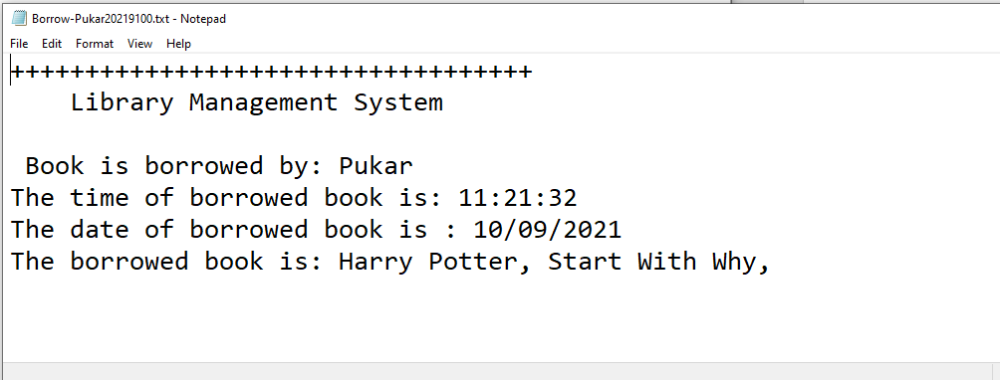 Borrow-Pukar20219100.txt - Notepad
File Edit Format View Help
+++++++++++++++++++++++++++++++++++
Library Management System
Book is borrowed by: Pukar
The time of borrowed book is: 11:21:32
The date of borrowed book is : 10/09/2021
The borrowed book is: Harry Potter, Start With Why,